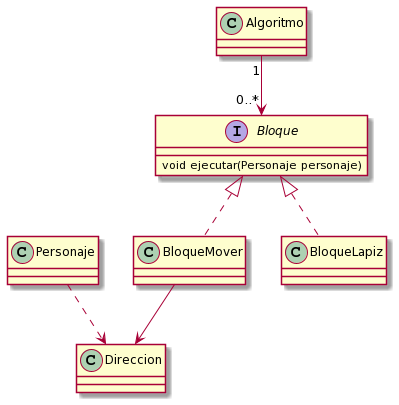 C Algoritmo
1
0..*
I Bloque
void ejecutar(Personaje personaje)
C Personaje
C BloqueMover
C BloqueLapiz
C Direccion